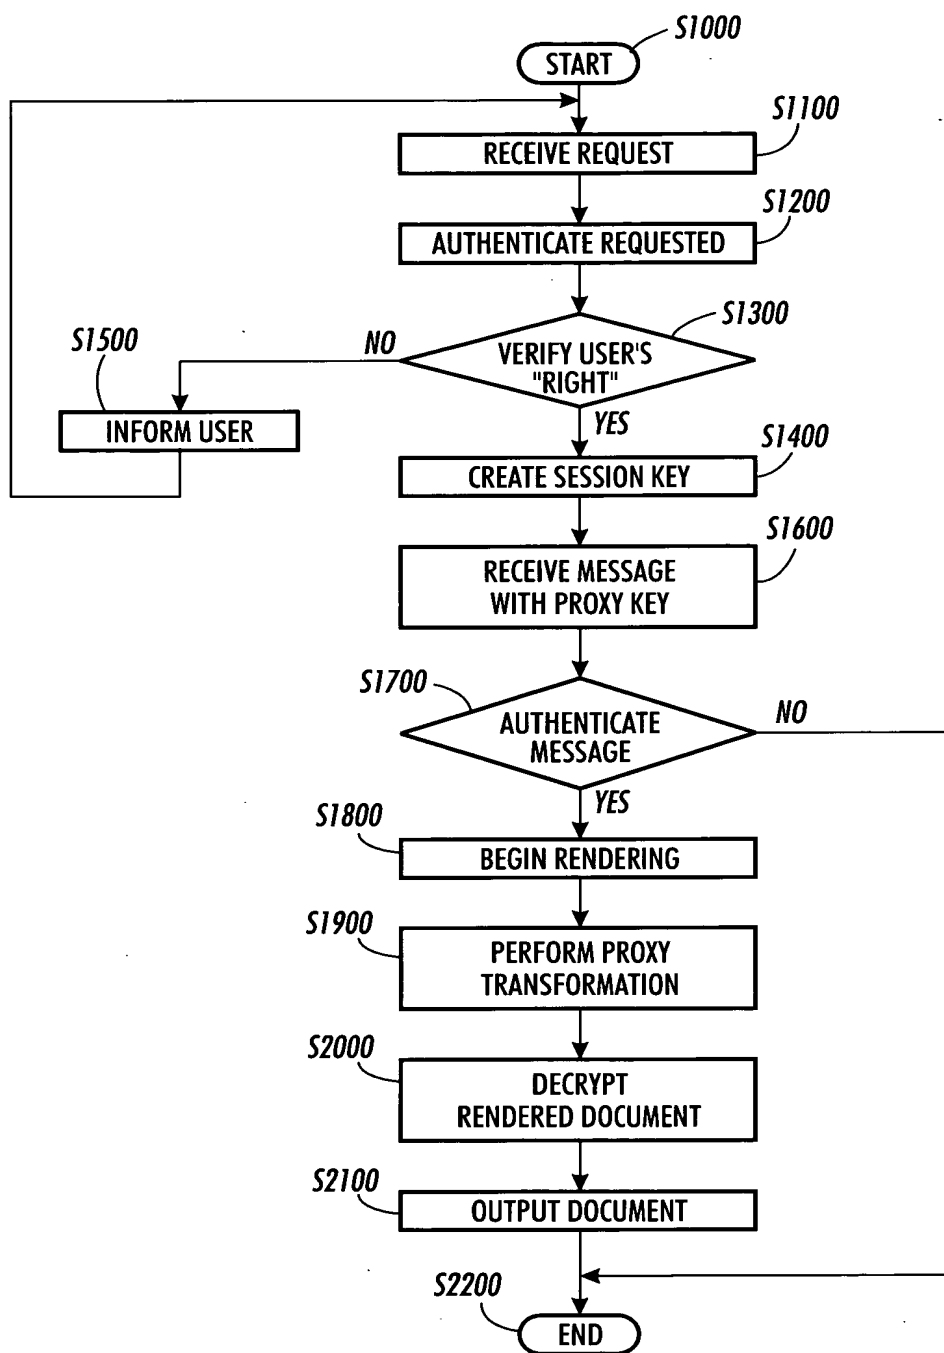 S1000
START
S1100
RECEIVE REQUEST
S1200
AUTHENTICATE REQUESTED
S1300
VERIFY USER'S
"RIGHT"
NO
S1500
INFORM USER
YES
S1400
CREATE SESSION KEY
S1600
RECEIVE MESSAGE
WITH PROXY KEY
S1700
AUTHENTICATE
MESSAGE
NO
YES
S1800
BEGIN RENDERING
S1900
PERFORM PROXY
TRANSFORMATION
S2000
DECRYPT
RENDERED DOCUMENT
S2100
OUTPUT DOCUMENT
S2200
END